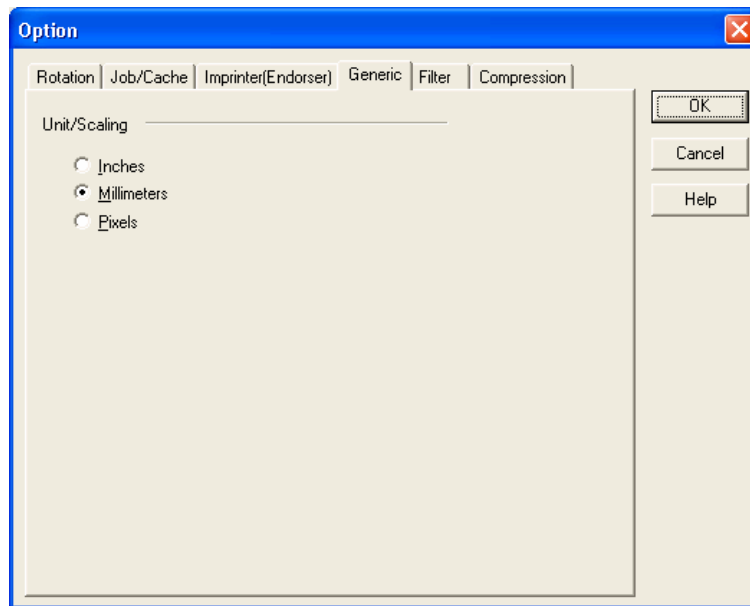 Option
Rotation Job/Cache Imprinter(Endorser) Generic Filter Compression
OK
Unit/Scaling
Cancel
Inches
Millimeters
Help
Pixels